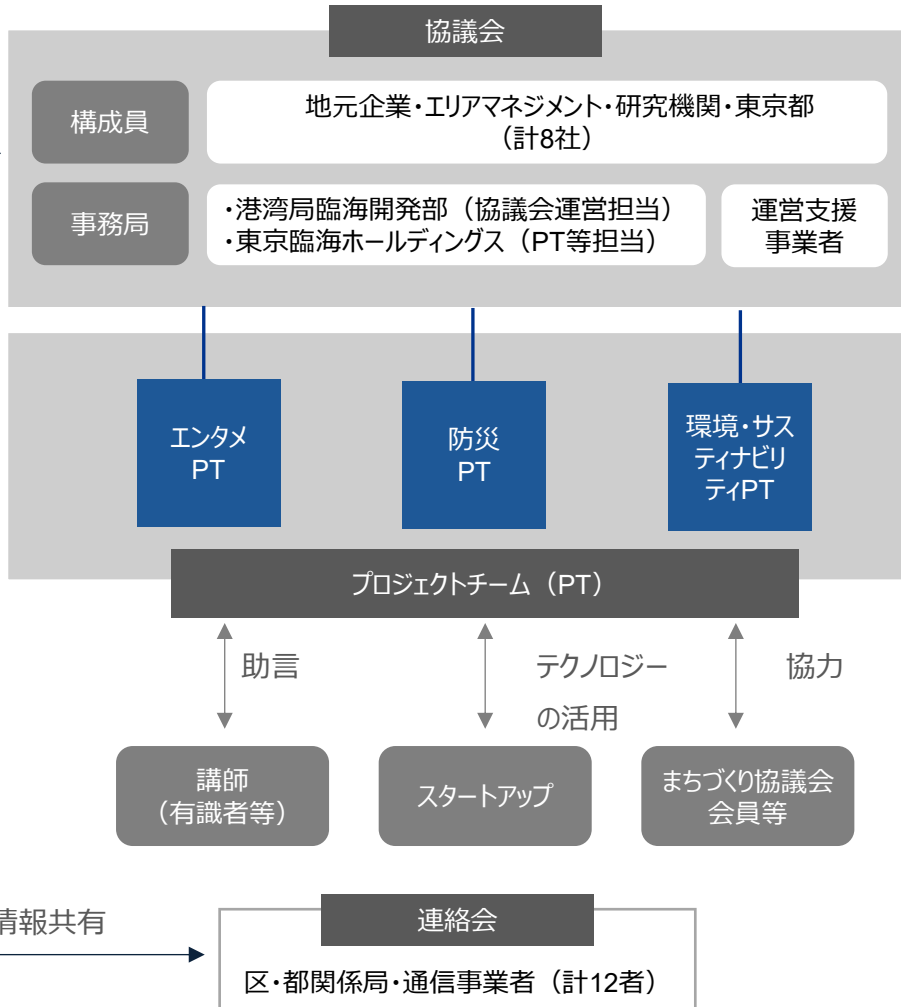 協議会
構成員
地元企業・エリアマネジメント・研究機関・東京都
（計8社）
事務局
・港湾局臨海開発部（協議会運営担当）
・東京臨海ホールディングス（PT等担当）
運営支援
事業者
エンタメ
PT
防災
PT
環境・サス
ティナビリ
ティPT
プロジェクトチーム（PT）
助言
テクノロジー
の活用
協力
講師
（有識者等）
スタートアップ
まちづくり協議会
会員等
情報共有
連絡会
区・都関係局・通信事業者（計12者）